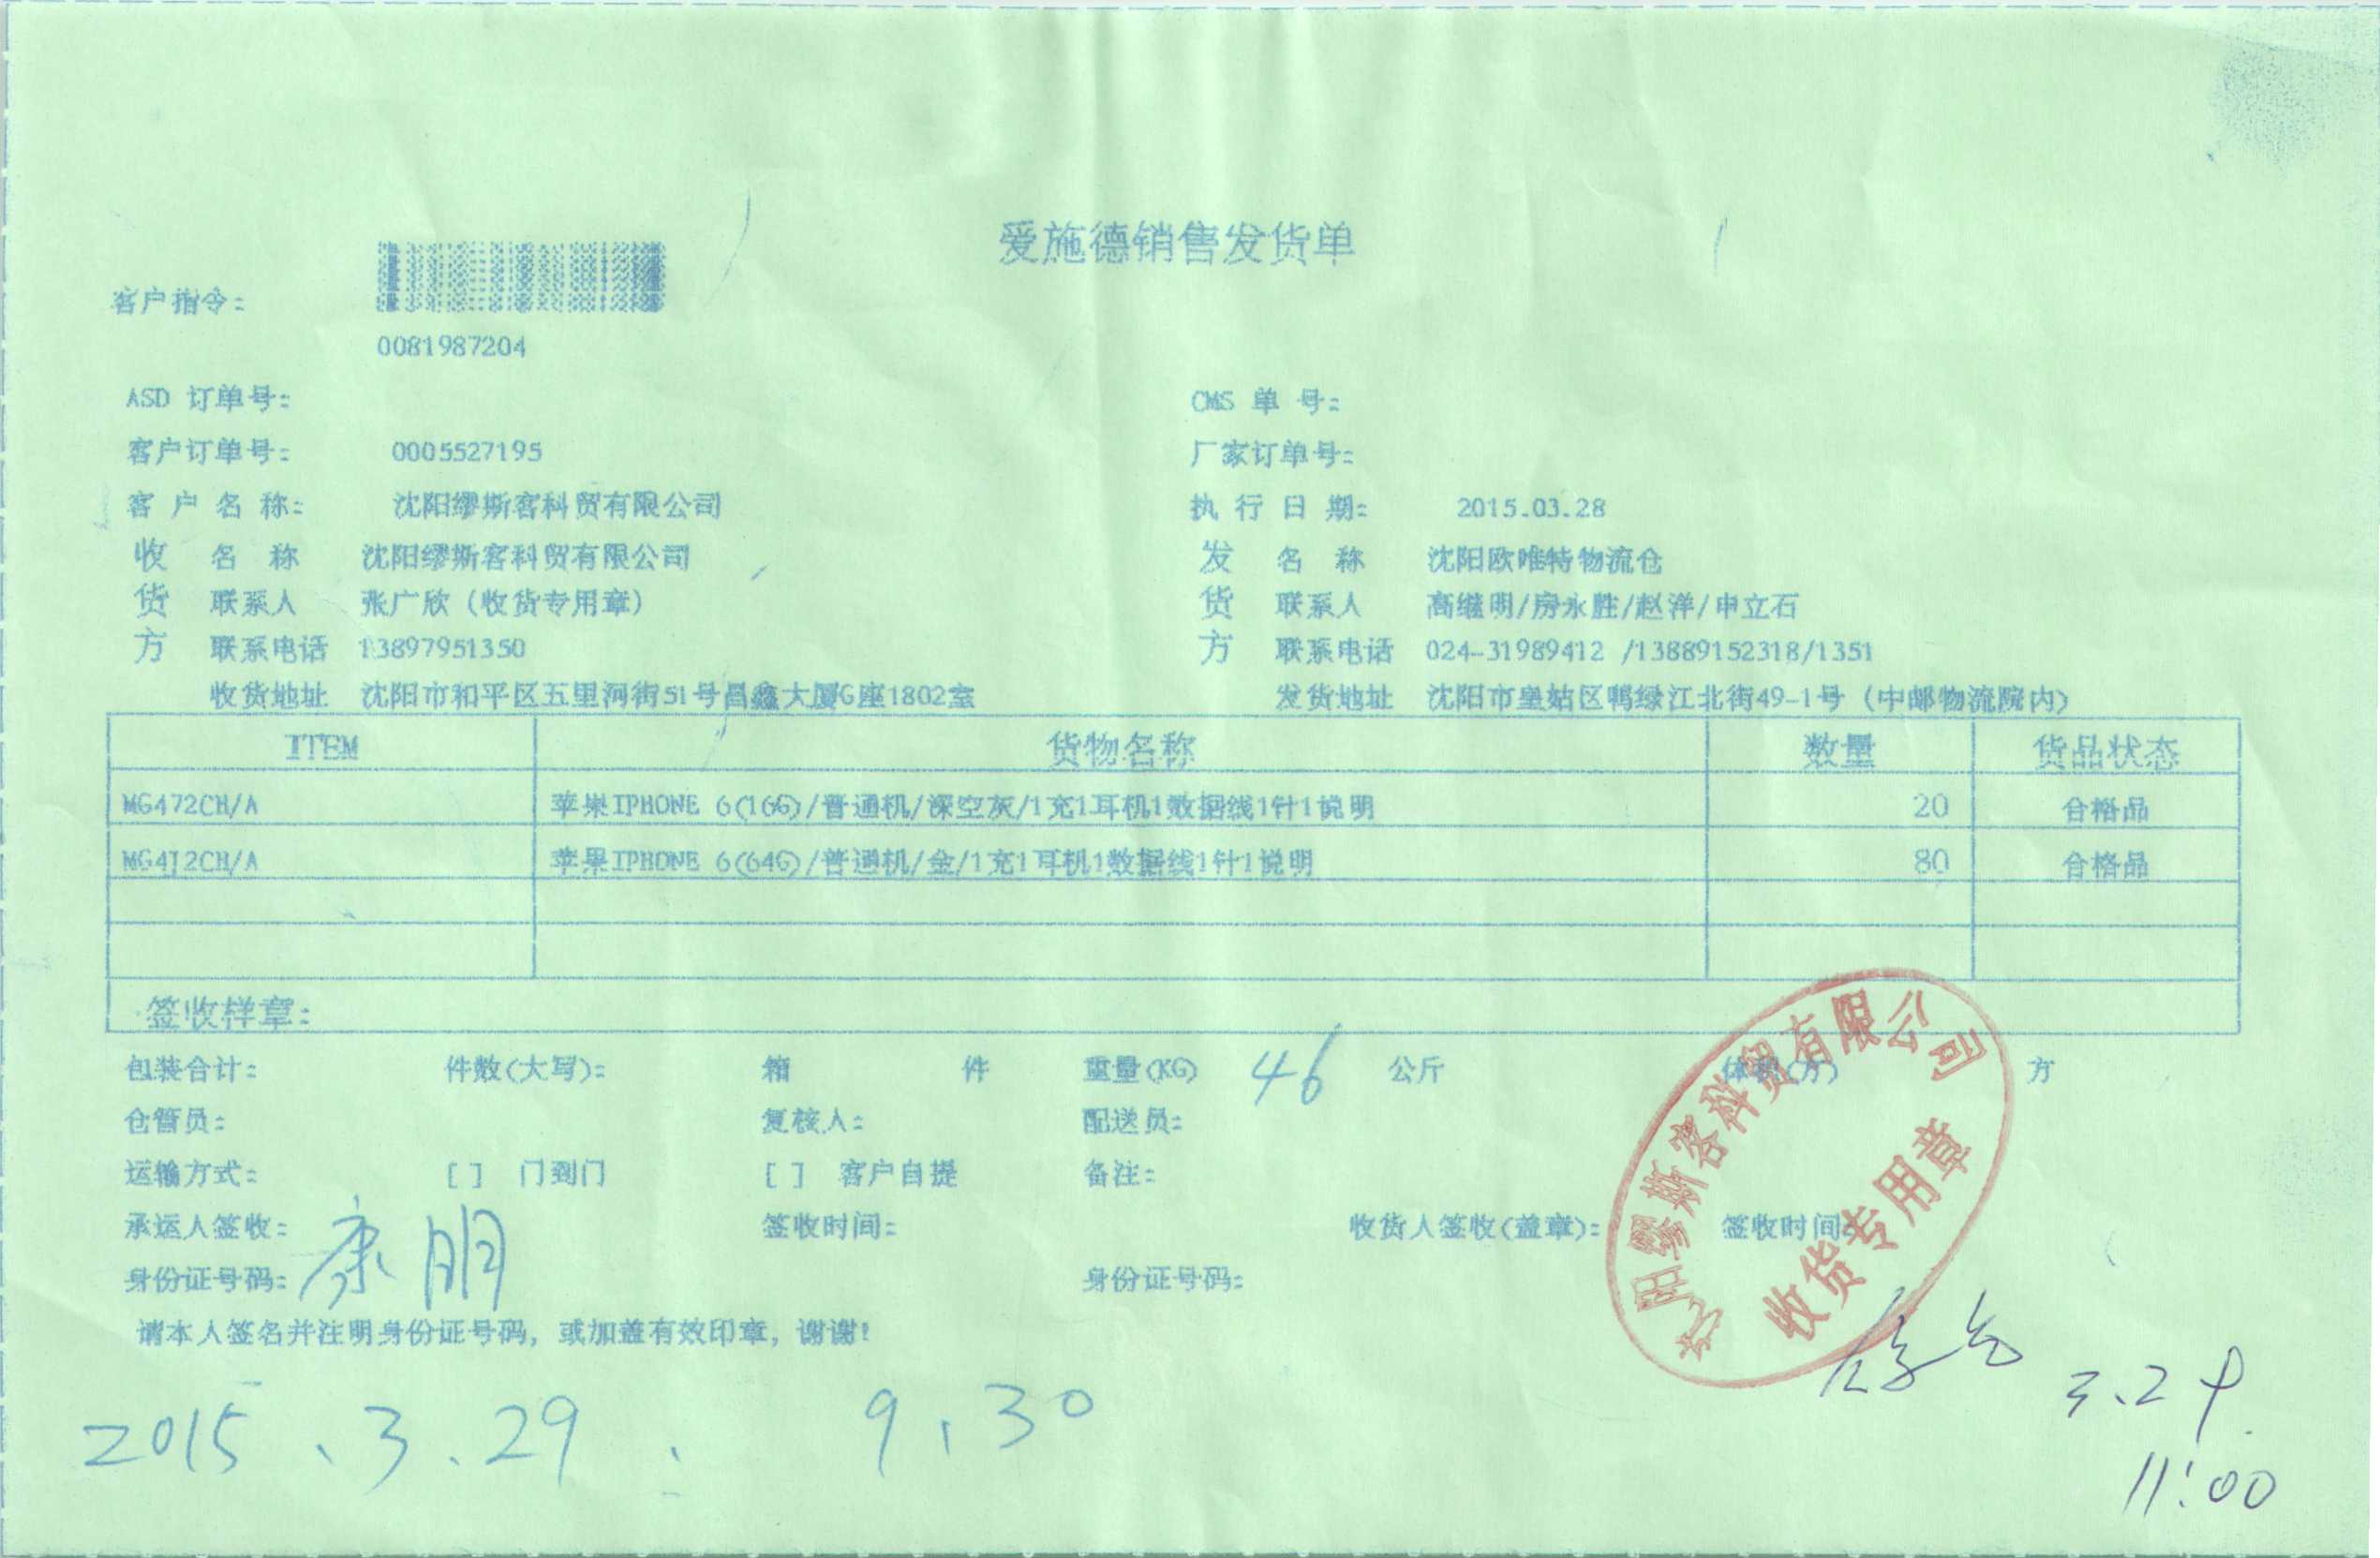 爱施德销售发货单
客户指令：
0081987204
ASD 订单号： CMS 单 号：
客户订单号： 0005527195 厂家订单号：
客 户 名 称： 沈阳缪斯客科贸有限公司 执 行 日 期： 2015.03.28
收 名 称 沈阳缪斯客科贸有限公司 发 名 称 沈阳欧唯特物流仓
货 联系人 张广欣（收货专用章） 货 联系人 高继明/房永胜/赵洋/申立石
方 联系电话 13897951350 方 联系电话 024-31989412 /13889152318/1351
收货地址 沈阳市和平区五里河街51号昌鑫大厦G座1802室 发货地址 沈阳市皇姑区鸭绿江北街49-1号（中邮物流院内）
ITEM 货物名称 数量 货品状态
MG472CH/A 苹果IPHONE 6(16G)/普通机/深空灰/1充1耳机1数据线1针1说明 20 合格品
MG4J2CH/A 苹果IPHONE 6(64G)/普通机/金/1充1耳机1数据线1针1说明 80 合格品
签收样章：
包装合计： 件数(大写)： 箱 件 重量(KG) 46 公斤 体积(方) 方
仓管员： 复核人： 配送员：
运输方式： [ ] 门到门 [ ] 客户自提 备注：
承运人签收： 康朋 签收时间： 收货人签收(盖章)： 签收时间：
身份证号码： 身份证号码：
请本人签名并注明身份证号码，或加盖有效印章，谢谢！
沈阳缪斯客科贸有限公司
收货专用章
2015.3.29. 9.30
3.29.
11:00